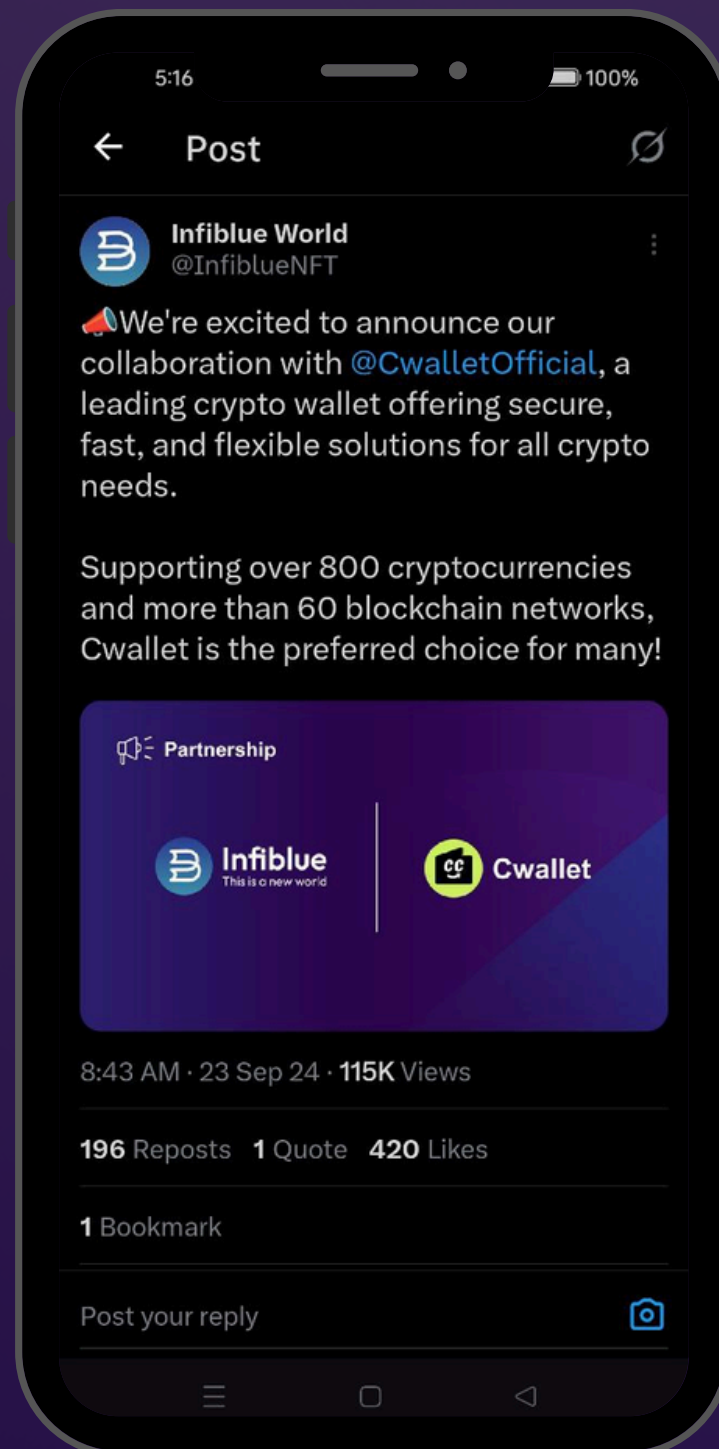 5:16
100%
Post
Infiblue World
@InfiblueNFT
📣We're excited to announce our
collaboration with @CwalletOfficial, a
leading crypto wallet offering secure,
fast, and flexible solutions for all crypto
needs.
Supporting over 800 cryptocurrencies
and more than 60 blockchain networks,
Cwallet is the preferred choice for many!
Partnership
Infiblue
This is a new world
Cwallet
8:43 AM · 23 Sep 24 · 115K Views
196 Reposts 1 Quote 420 Likes
1 Bookmark
Post your reply